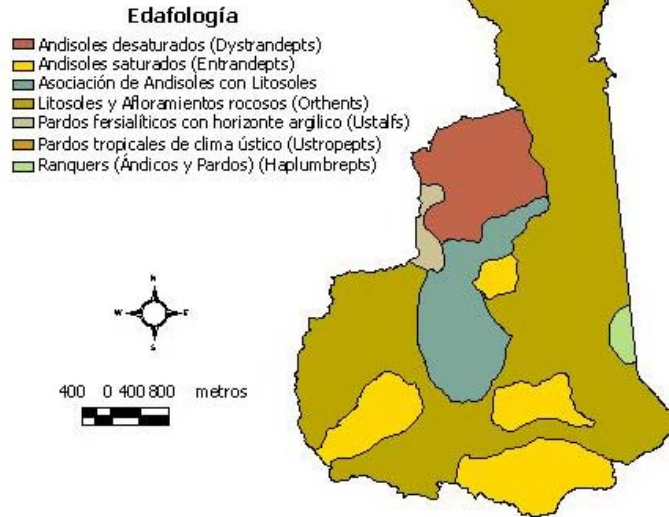 Edafología
Andisoles desaturados (Dystrandepts)
Andisoles saturados (Entrandepts)
Asociación de Andisoles con Litosoles
Litosoles y Afloramientos rocosos (Orthents)
Pardos fersialíticos con horizonte argilico (Ustalfs)
Pardos tropicales de clima ústico (Ustropepts)
Ranquers (Ándicos y Pardos) (Haplumbrepts)
N
W E
S
400 0 400 800 metros